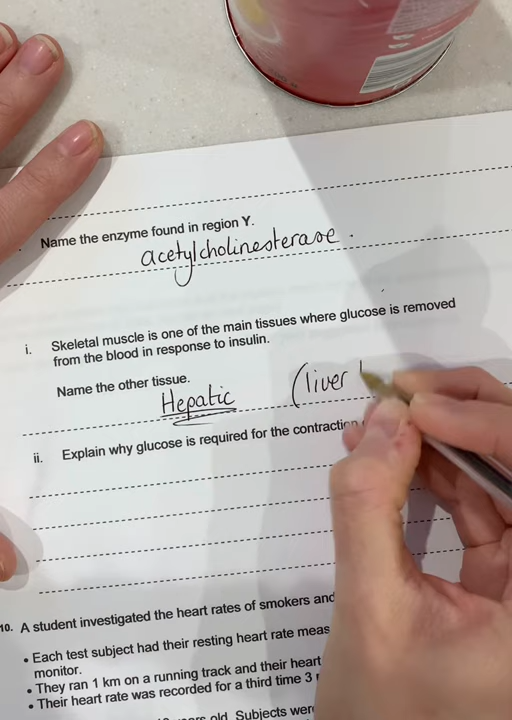 Name the enzyme found in region Y.
acetylcholinesterase.
i. Skeletal muscle is one of the main tissues where glucose is removed
from the blood in response to insulin.
Name the other tissue.
Hepatic (liver
ii. Explain why glucose is required for the contraction
10. A student investigated the heart rates of smokers and
• Each test subject had their resting heart rate
monitor.
• They ran 1 km on a running track and their heart
• Their heart rate was recorded for a third time 3
old. Subjects were